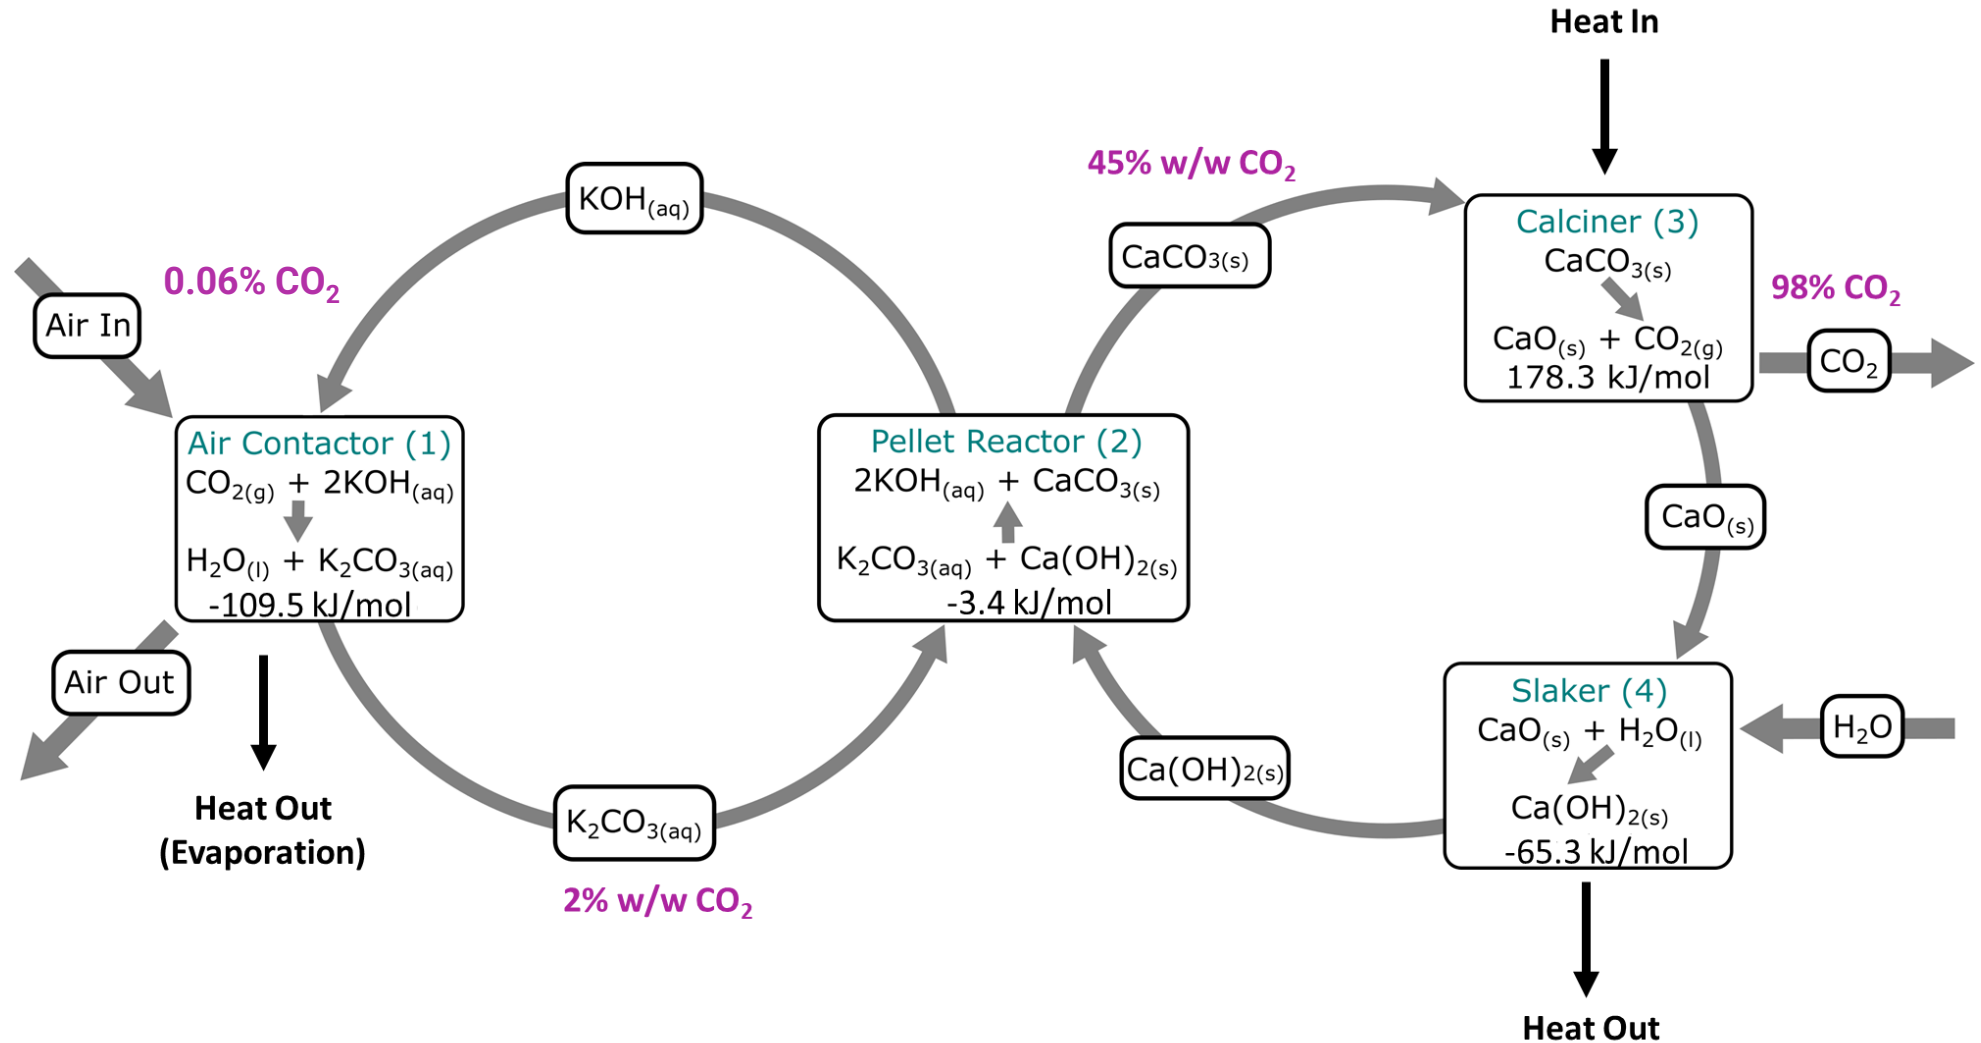 Heat In
45% w/w CO₂
KOH(aq)
CaCO3(s)
Calciner (3)
CaCO₃(s)
CaO(s) + CO₂(g)
178.3 kJ/mol
98% CO₂
CO₂
0.06% CO₂
Air In
Air Contactor (1)
CO₂(g) + 2KOH(aq)
H₂O(l) + K₂CO₃(aq)
-109.5 kJ/mol
Pellet Reactor (2)
2KOH(aq) + CaCO₃(s)
K₂CO₃(aq) + Ca(OH)₂(s)
-3.4 kJ/mol
CaO(s)
Air Out
Heat Out
(Evaporation)
K₂CO₃(aq)
2% w/w CO₂
Ca(OH)2(s)
Slaker (4)
CaO(s) + H₂O(l)
Ca(OH)₂(s)
-65.3 kJ/mol
H₂O
Heat Out